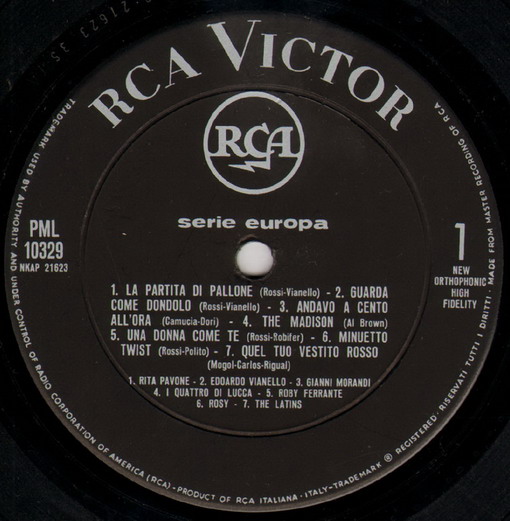 RCA VICTOR
RCA
serie europa
PML
10329
NKAP 21623
1
NEW
ORTHOPHONIC
HIGH
FIDELITY
1. LA PARTITA DI PALLONE (Rossi-Vianello) - 2. GUARDA
COME DONDOLO (Rossi-Vianello) - 3. ANDAVO A CENTO
ALL'ORA (Camucia-Dori) - 4. THE MADISON (Al Brown)
5. UNA DONNA COME TE (Rossi-Robifer) - 6. MINUETTO
TWIST (Rossi-Polito) - 7. QUEL TUO VESTITO ROSSO
(Mogol-Carlos-Rigual)
1. RITA PAVONE - 2. EDOARDO VIANELLO - 3. GIANNI MORANDI
4. I QUATTRO DI LUCCA - 5. ROBY FERRANTE
6. ROSY - 7. THE LATINS
TRADEMARK USED BY AUTHORITY AND UNDER CONTROL OF RADIO CORPORATION OF AMERICA (RCA) - PRODUCT OF RCA ITALIANA - ITALY - TRADEMARK ® REGISTERED - RISERVATI TUTTI I DIRITTI - MADE FROM MASTER RECORDING OF RCA